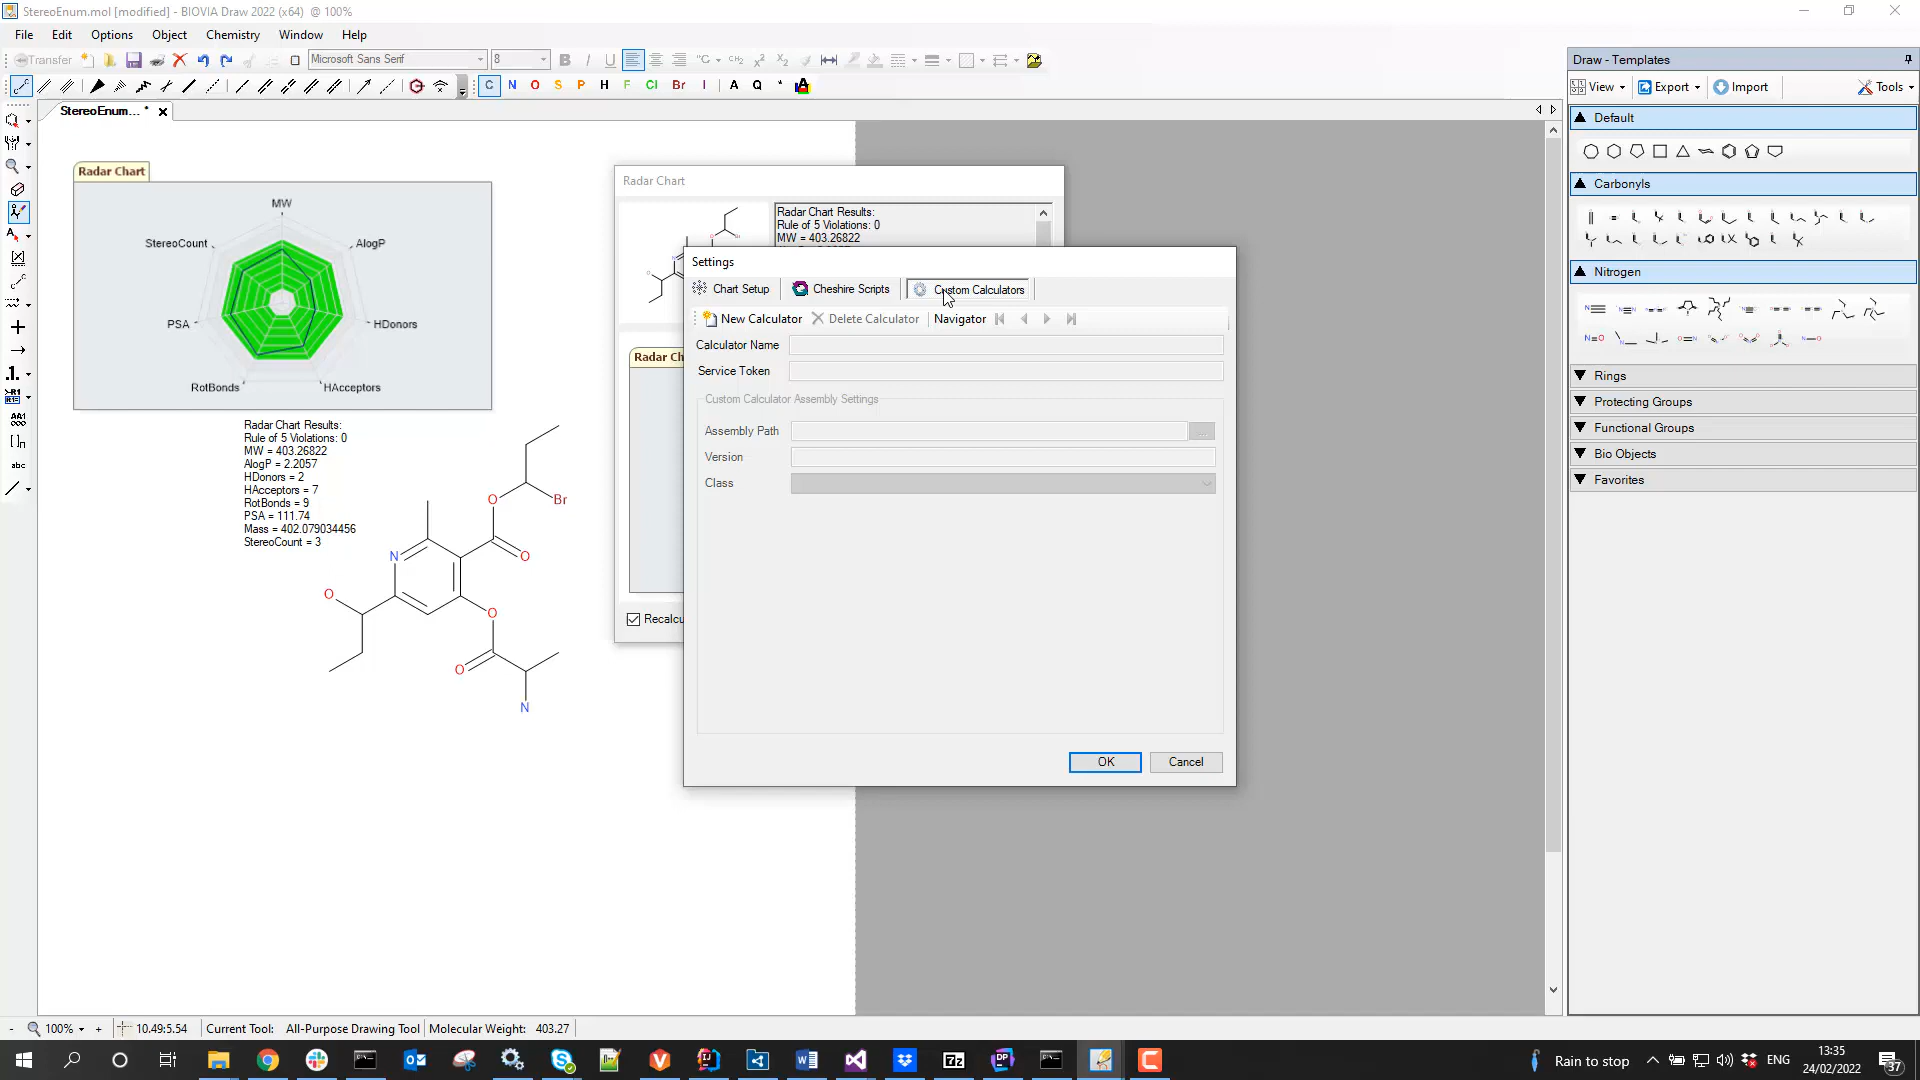 StereoEnum.mol [modified] - BIOVIA Draw 2022 (x64) @ 100%
File Edit Options Object Chemistry Window Help
Transfer Microsoft Sans Serif 8 B I U °C CH₂ x² X₂
C N O S P H F Cl Br I A Q * A
StereoEnum... *
Radar Chart
MW
AlogP
HDonors
HAcceptors
RotBonds
PSA
StereoCount
Radar Chart Results:
Rule of 5 Violations: 0
MW = 403.26822
AlogP = 2.2057
HDonors = 2
HAcceptors = 7
RotBonds = 9
PSA = 111.74
Mass = 402.079034456
StereoCount = 3
O Br
N O
O O
O
N
Radar Chart
Radar Chart Results:
Rule of 5 Violations: 0
MW = 403.26822
Radar Ch
Recalcu
Settings
Chart Setup Cheshire Scripts Custom Calculators
New Calculator Delete Calculator Navigator
Calculator Name
Service Token
Custom Calculator Assembly Settings
Assembly Path
Version
Class
OK Cancel
Draw - Templates
View Export Import Tools
Default
Carbonyls
Nitrogen
Rings
Protecting Groups
Functional Groups
Bio Objects
Favorites
- 100% + 10.49:5.54 Current Tool: All-Purpose Drawing Tool Molecular Weight: 403.27
Rain to stop ENG 13:35
24/02/2022 37